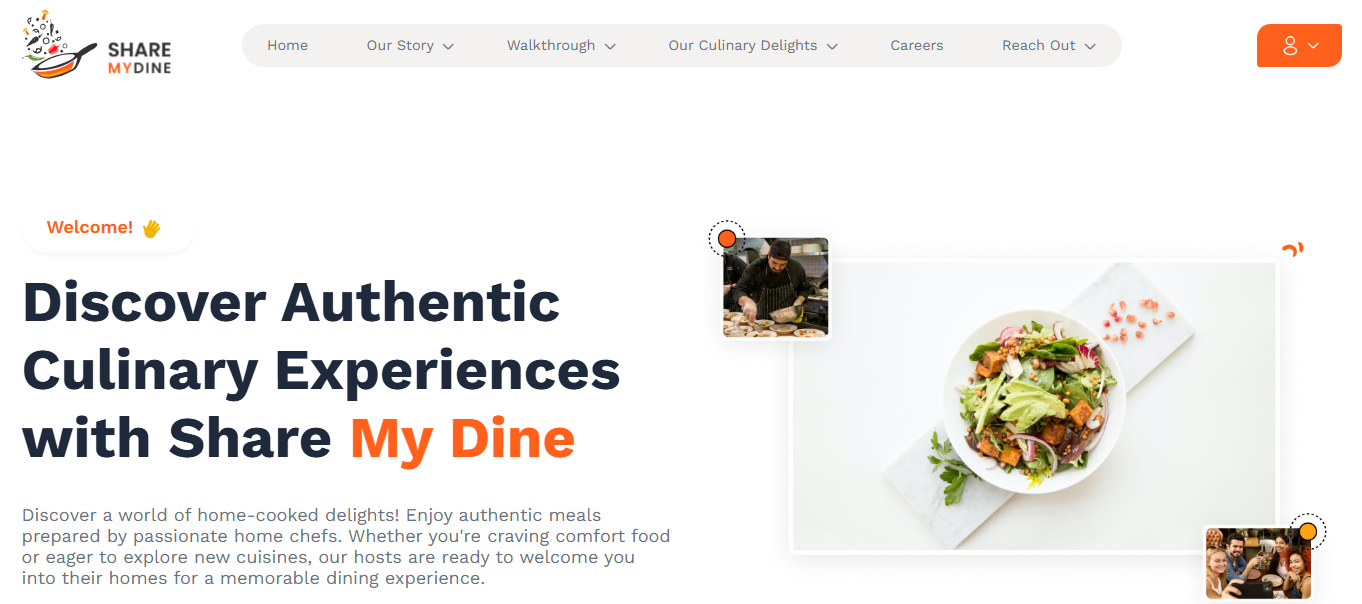 SHARE
MYDINE
Home
Our Story
Walkthrough
Our Culinary Delights
Careers
Reach Out
Welcome!
Discover Authentic
Culinary Experiences
with Share My Dine
Discover a world of home-cooked delights! Enjoy authentic meals
prepared by passionate home chefs. Whether you're craving comfort food
or eager to explore new cuisines, our hosts are ready to welcome you
into their homes for a memorable dining experience.